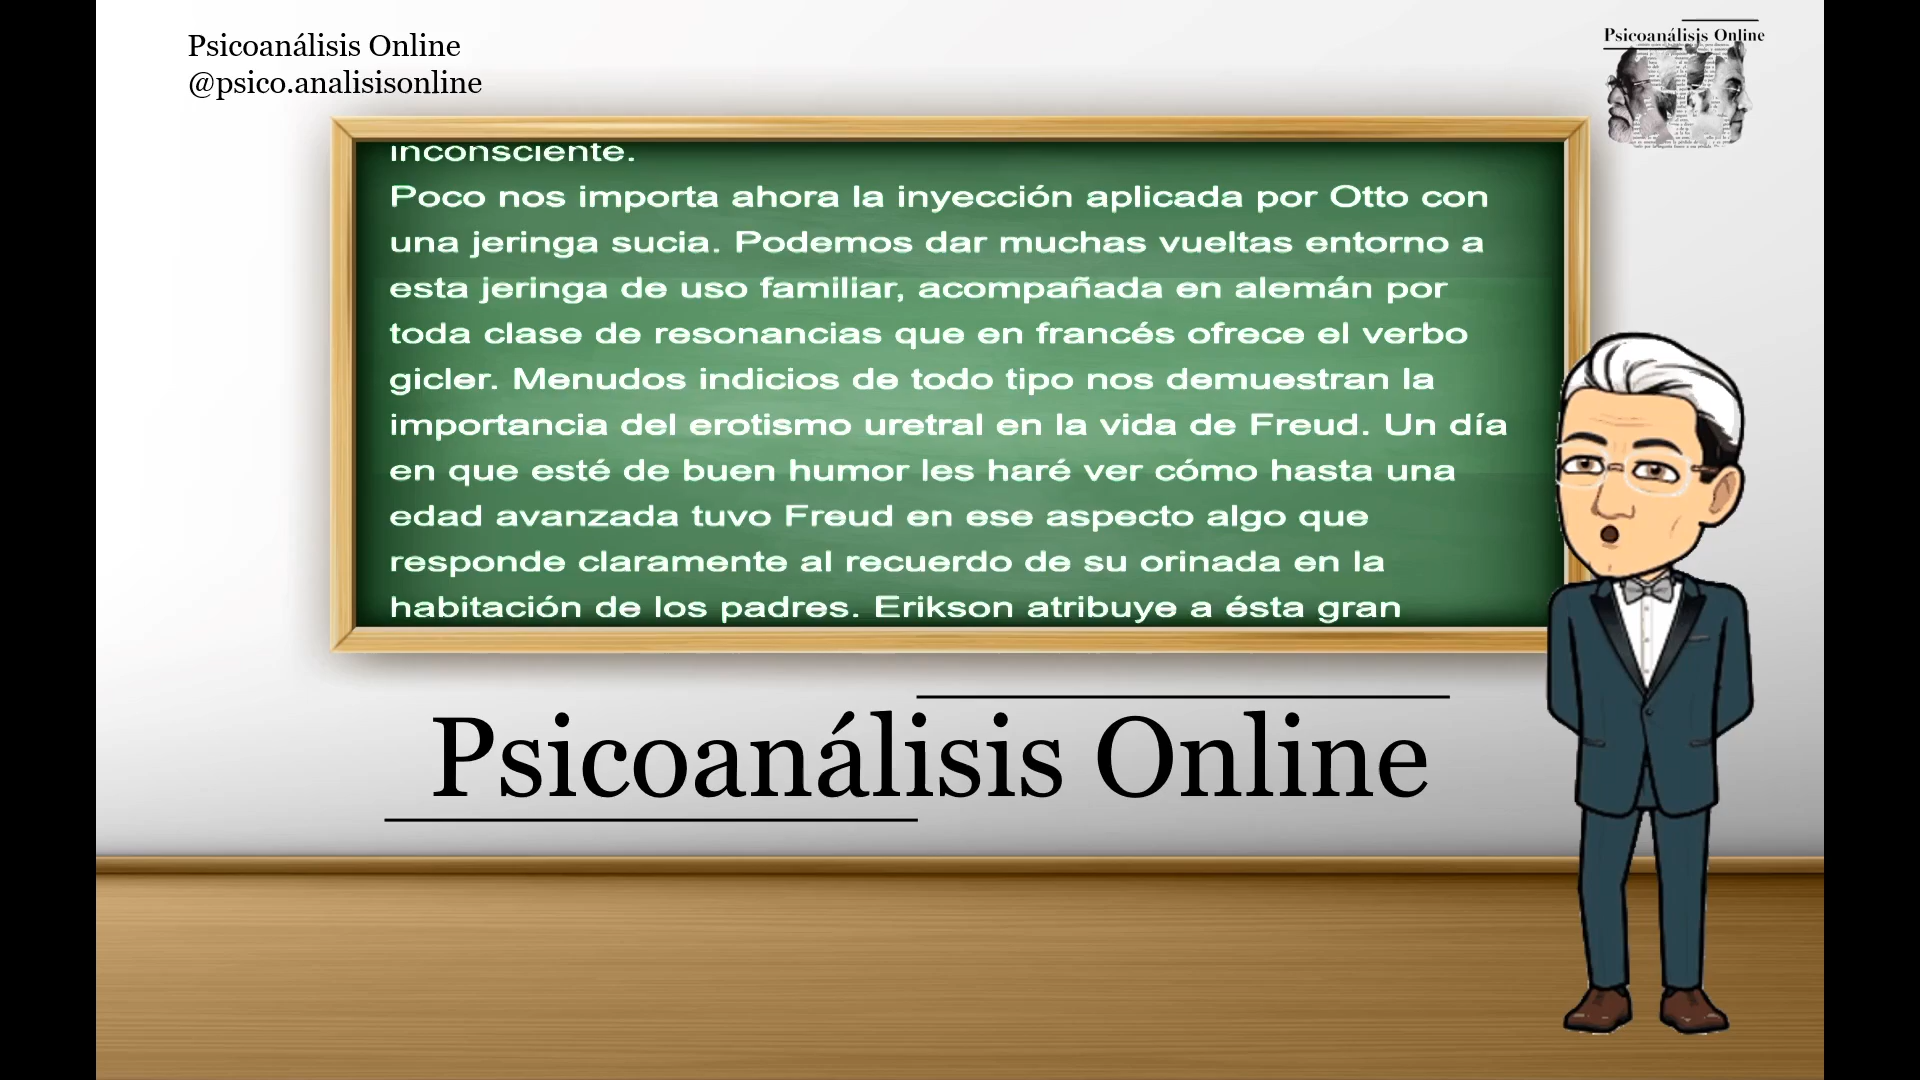 Psicoanálisis Online
@psico.analisisonline
Psicoanálisis Online
inconsciente.
Poco nos importa ahora la inyección aplicada por Otto con
una jeringa sucia. Podemos dar muchas vueltas entorno a
esta jeringa de uso familiar, acompañada en alemán por
toda clase de resonancias que en francés ofrece el verbo
gicler. Menudos indicios de todo tipo nos demuestran la
importancia del erotismo uretral en la vida de Freud. Un día
en que esté de buen humor les haré ver cómo hasta una
edad avanzada tuvo Freud en ese aspecto algo que
responde claramente al recuerdo de su orinada en la
habitación de los padres. Erikson atribuye a ésta gran
Psicoanálisis Online